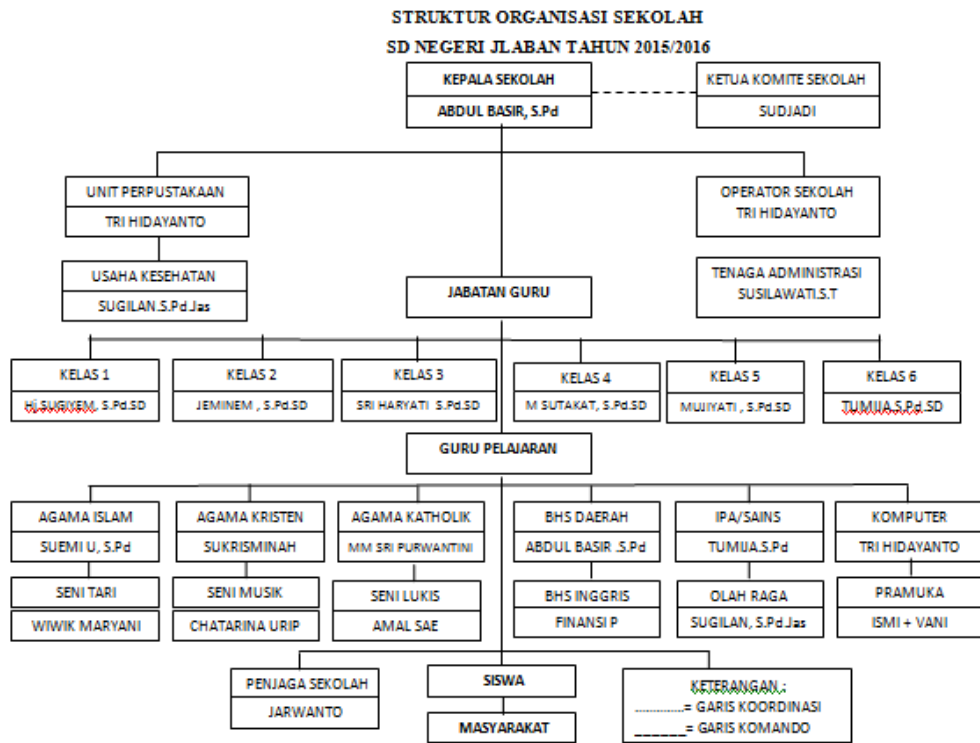 STRUKTUR ORGANISASI SEKOLAH
SD NEGERI JLABAN TAHUN 2015/2016
KEPALA SEKOLAH
ABDUL BASIR, S.Pd
KETUA KOMITE SEKOLAH
SUDJADI
UNIT PERPUSTAKAAN
TRI HIDAYANTO
OPERATOR SEKOLAH
TRI HIDAYANTO
USAHA KESEHATAN
SUGILAN.S.Pd.Jas
JABATAN GURU
TENAGA ADMINISTRASI
SUSILAWATI.S.T
KELAS 1
Hj.SUGIYEM, S.Pd.SD
KELAS 2
JEMINEM , S.Pd.SD
KELAS 3
SRI HARYATI S.Pd.SD
KELAS 4
M SUTAKAT, S.Pd.SD
KELAS 5
MUJIYATI , S.Pd.SD
KELAS 6
TUMIJA.S.Pd.SD
GURU PELAJARAN
AGAMA ISLAM
SUEMI U, S.Pd
AGAMA KRISTEN
SUKRISMINAH
AGAMA KATHOLIK
MM SRI PURWANTINI
BHS DAERAH
ABDUL BASIR .S.Pd
IPA/SAINS
TUMIJA.S.Pd
KOMPUTER
TRI HIDAYANTO
SENI TARI
WIWIK MARYANI
SENI MUSIK
CHATARINA URIP
SENI LUKIS
AMAL SAE
BHS INGGRIS
FINANSI P
OLAH RAGA
SUGILAN, S.Pd.Jas
PRAMUKA
ISMI + VANI
PENJAGA SEKOLAH
JARWANTO
SISWA
MASYARAKAT
KETERANGAN :
............= GARIS KOORDINASI
______= GARIS KOMANDO